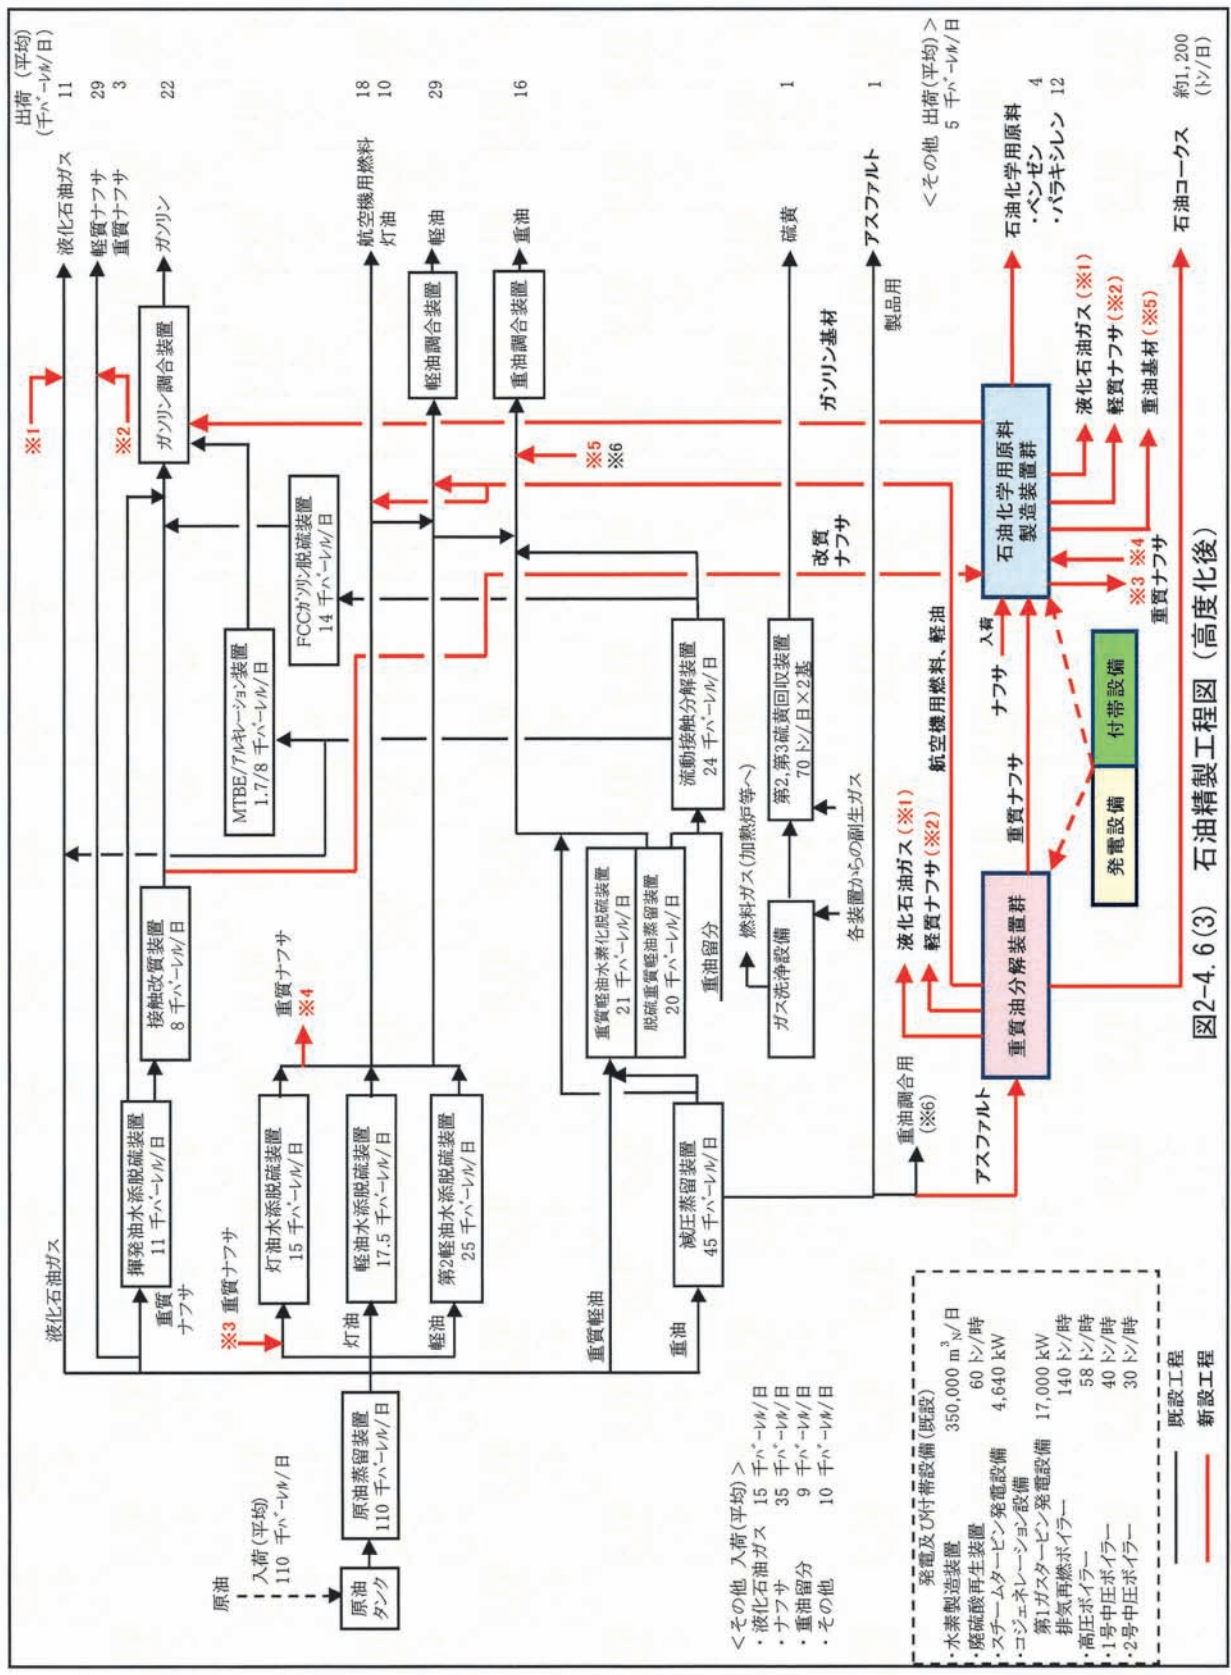 出荷 (平均)
(千バーレル/日)
液化石油ガス 11
軽質ナフサ 29
重質ナフサ 3
ガソリン 22
航空機用燃料 18
灯油 10
軽油 29
重油 16
硫黄 1
アスファルト 1
<その他 出荷(平均)>
5 千バーレル/日
石油化学用原料
・ベンゼン 4
・パラキシレン 12
石油コークス 約1,200
(トン/日)
※1
※2
ガソリン調合装置
軽油調合装置
重油調合装置
※5
※6
FCCガソリン脱硫装置
14 千バーレル/日
MTBE/アルキレーション装置
1.7/8 千バーレル/日
接触改質装置
8 千バーレル/日
揮発油水添脱硫装置
11 千バーレル/日
液化石油ガス
重質
ナフサ
※3 重質ナフサ
灯油水添脱硫装置
15 千バーレル/日
重質ナフサ
※4
灯油
軽油水添脱硫装置
17.5 千バーレル/日
軽油
第2軽油水添脱硫装置
25 千バーレル/日
原油
入荷(平均)
110 千バーレル/日
原油
タンク
原油蒸留装置
110 千バーレル/日
重質軽油
重質軽油水素化脱硫装置
21 千バーレル/日
脱硫重質軽油蒸留装置
20 千バーレル/日
重油留分
流動接触分解装置
24 千バーレル/日
重油
減圧蒸留装置
45 千バーレル/日
燃料ガス(加熱炉等へ)
ガス洗浄設備
第2,第3硫黄回収装置
70 トン/日×2基
各装置からの副生ガス
改質
ナフサ
ガソリン基材
製品用
重油調合用
(※6)
アスファルト
重質油分解装置群
液化石油ガス(※1)
軽質ナフサ(※2)
航空機用燃料、軽油
重質ナフサ
ナフサ
入荷
石油化学用原料
製造装置群
※3 ※4
重質ナフサ
液化石油ガス(※1)
軽質ナフサ(※2)
重油基材(※5)
発電設備
付帯設備
<その他 入荷(平均)>
・液化石油ガス 15 千バーレル/日
・ナフサ 35 千バーレル/日
・重油留分 9 千バーレル/日
・その他 10 千バーレル/日
発電及び付帯設備(既設)
・水素製造装置 350,000 m³N/日
・廃硫酸再生装置 60 トン/時
・スチームタービン発電設備 4,640 kW
・コジェネレーション設備
第1ガスタービン発電設備 17,000 kW
排気再燃ボイラー 140 トン/時
・高圧ボイラー 58 トン/時
・1号中圧ボイラー 40 トン/時
・2号中圧ボイラー 30 トン/時
既設工程
新設工程
図2-4.6(3) 石油精製工程図 (高度化後)